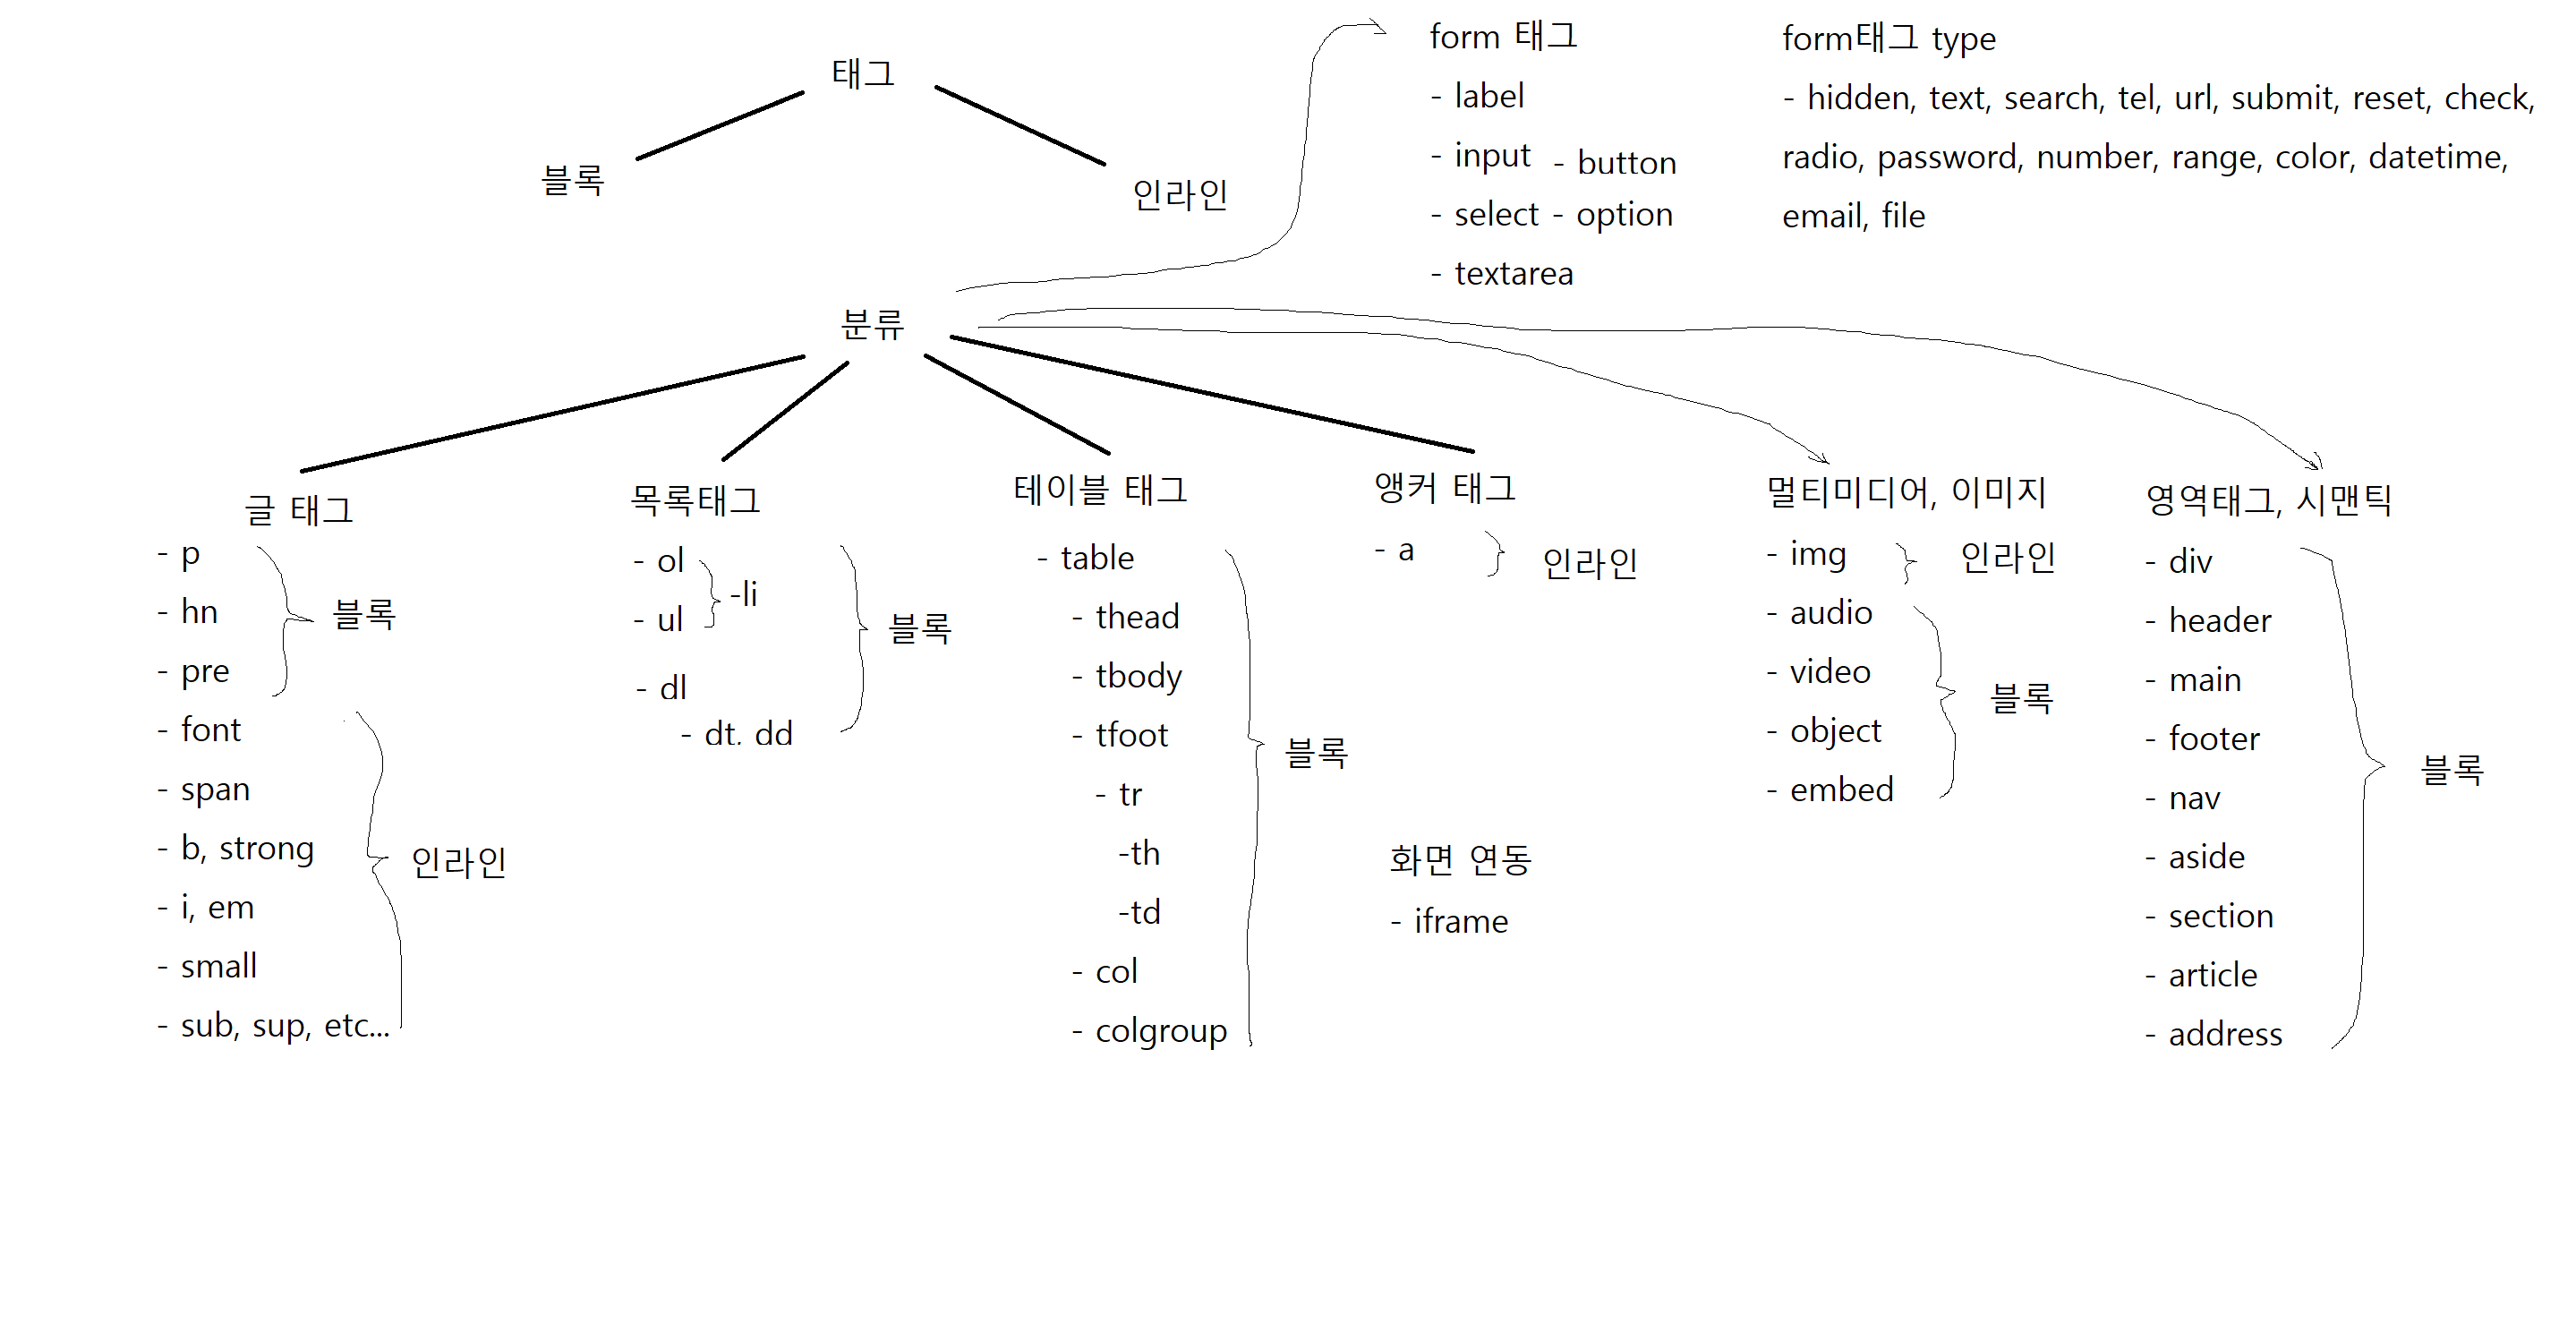 태그
블록
인라인
form 태그
- label
- input - button
- select - option
- textarea
form태그 type
- hidden, text, search, tel, url, submit, reset, check,
radio, password, number, range, color, datetime,
email, file
분류
글 태그
- p
- hn
- pre
블록
- font
- span
- b, strong
- i, em
- small
- sub, sup, etc...
인라인
목록태그
- ol
- ul
-li
- dl
- dt, dd
블록
테이블 태그
- table
- thead
- tbody
- tfoot
- tr
-th
-td
- col
- colgroup
블록
앵커 태그
- a
인라인
화면 연동
- iframe
멀티미디어, 이미지
- img
인라인
- audio
- video
- object
- embed
블록
영역태그, 시맨틱
- div
- header
- main
- footer
- nav
- aside
- section
- article
- address
블록